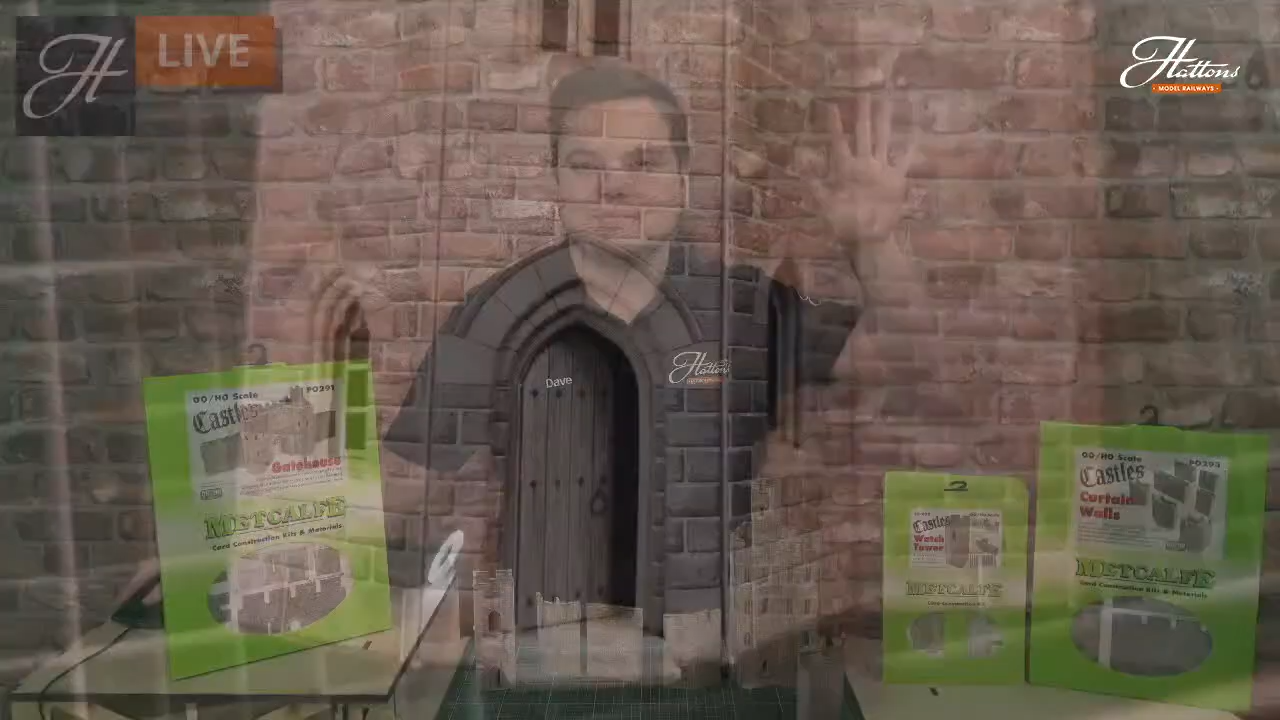 H LIVE
Hattons
MODEL RAILWAYS
Dave
Hattons
OO/HO Scale
PO291
Castles
Gatehouse
METCALFE
Card Construction Kits & Materials
Castles
Watch
Tower
METCALFE
OO/HO Scale
PO293
Castles
Curtain
Walls
METCALFE
Card Construction Kits & Materials